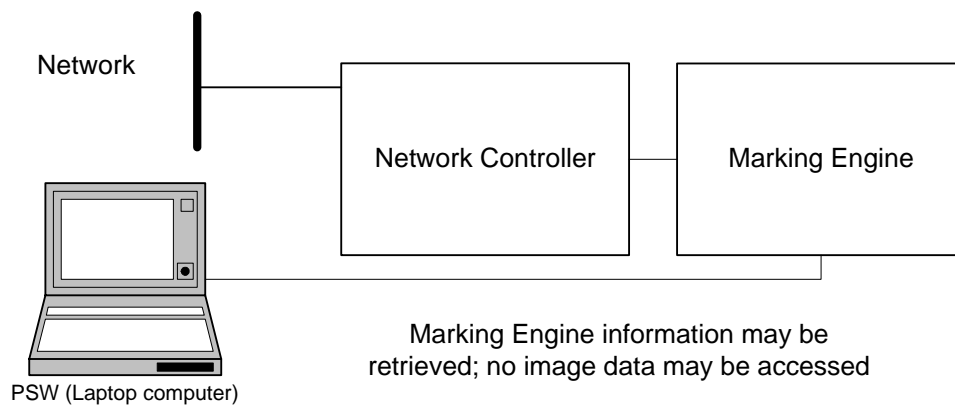 Network
Network Controller
Marking Engine
Marking Engine information may be
retrieved; no image data may be accessed
PSW (Laptop computer)